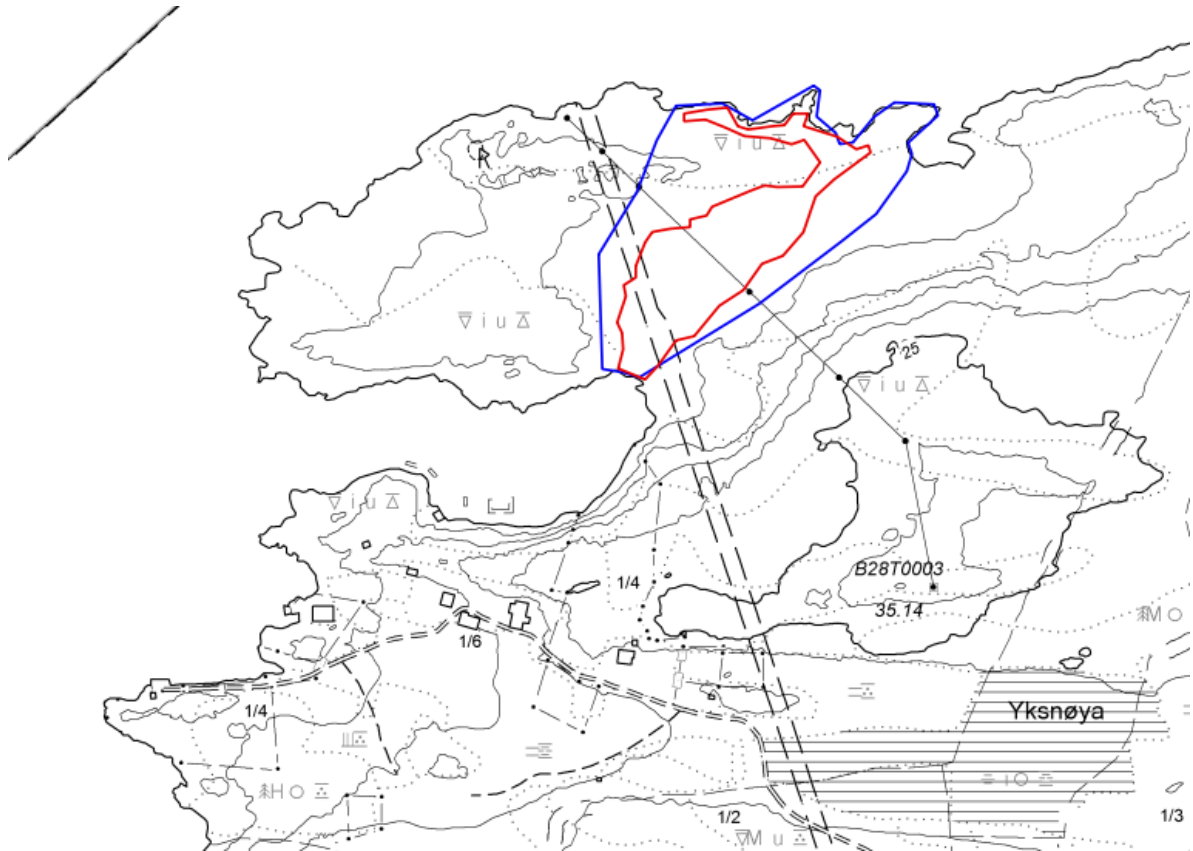 i u
i u
25
i u
i u
B28T0003
1/4
35.14
M O
1/6
Yksnøya
1/4
i O
H O
1/2
1/3
M u